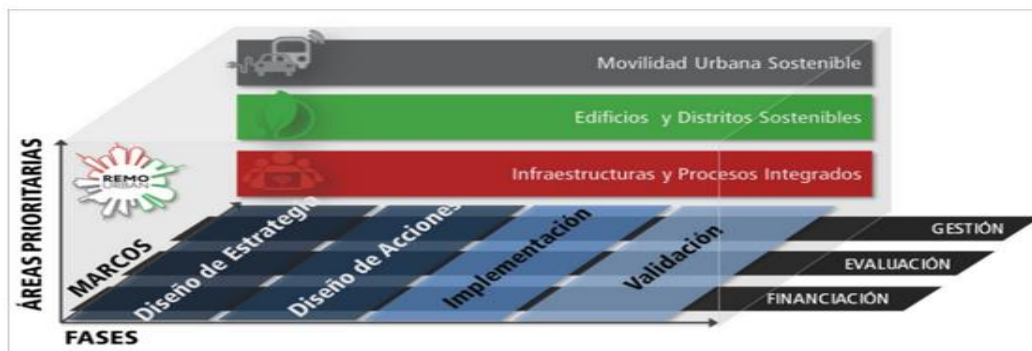 Movilidad Urbana Sostenible
Edificios y Distritos Sostenibles
Infraestructuras y Procesos Integrados
ÁREAS PRIORITARIAS
REMO
URBAN
MARCOS
Diseño de Estrategia
Diseño de Acciones
Implementación
Validación
GESTIÓN
EVALUACIÓN
FINANCIACIÓN
FASES